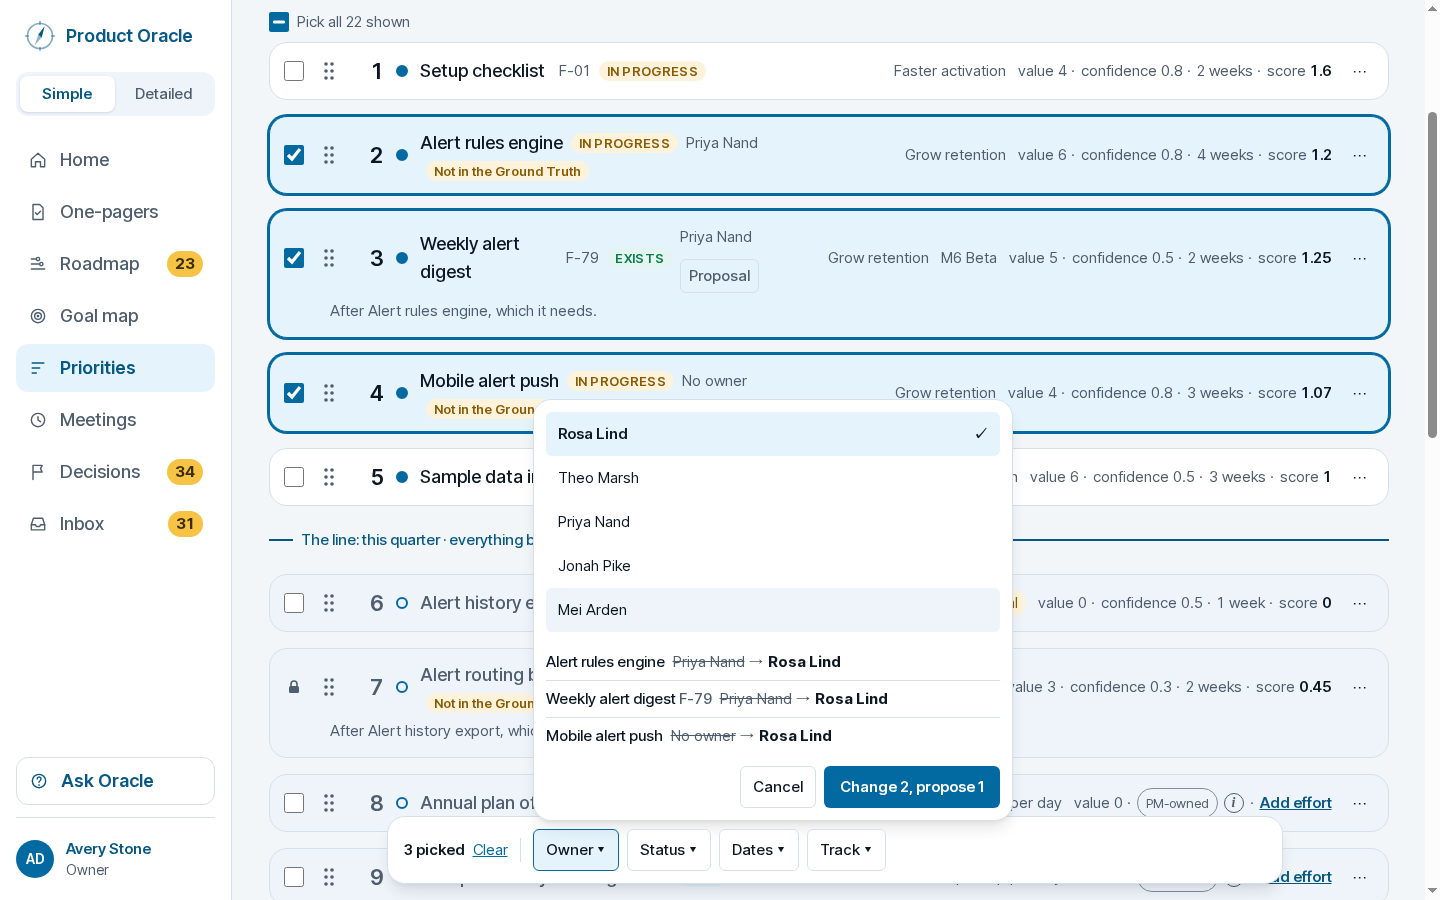 Product Oracle
Simple
Detailed
Home
One-pagers
Roadmap 23
Goal map
Priorities
Meetings
Decisions 34
Inbox 31
Ask Oracle
AD
Avery Stone
Owner
Pick all 22 shown
1 Setup checklist F-01 IN PROGRESS Faster activation value 4 · confidence 0.8 · 2 weeks · score 1.6 ···
2 Alert rules engine IN PROGRESS Priya Nand Grow retention value 6 · confidence 0.8 · 4 weeks · score 1.2 ···
Not in the Ground Truth
3 Weekly alert digest F-79 EXISTS Priya Nand Proposal Grow retention M6 Beta value 5 · confidence 0.5 · 2 weeks · score 1.25 ···
After Alert rules engine, which it needs.
4 Mobile alert push IN PROGRESS No owner Grow retention value 4 · confidence 0.8 · 3 weeks · score 1.07 ···
Not in the
5 Sample data value 6 · confidence 0.5 · 3 weeks · score 1 ···
The line: this quarter · everything
6 Alert history value 0 · confidence 0.5 · 1 week · score 0 ···
7 Alert routing value 3 · confidence 0.3 · 2 weeks · score 0.45 ···
Not in the
After Alert history export,
8 Annual plan per day value 0 · PM-owned i · Add effort ···
9 Add effort ···
Rosa Lind ✓
Theo Marsh
Priya Nand
Jonah Pike
Mei Arden
Alert rules engine Priya Nand → Rosa Lind
Weekly alert digest F-79 Priya Nand → Rosa Lind
Mobile alert push No owner → Rosa Lind
Cancel
Change 2, propose 1
3 picked Clear Owner ▾ Status ▾ Dates ▾ Track ▾